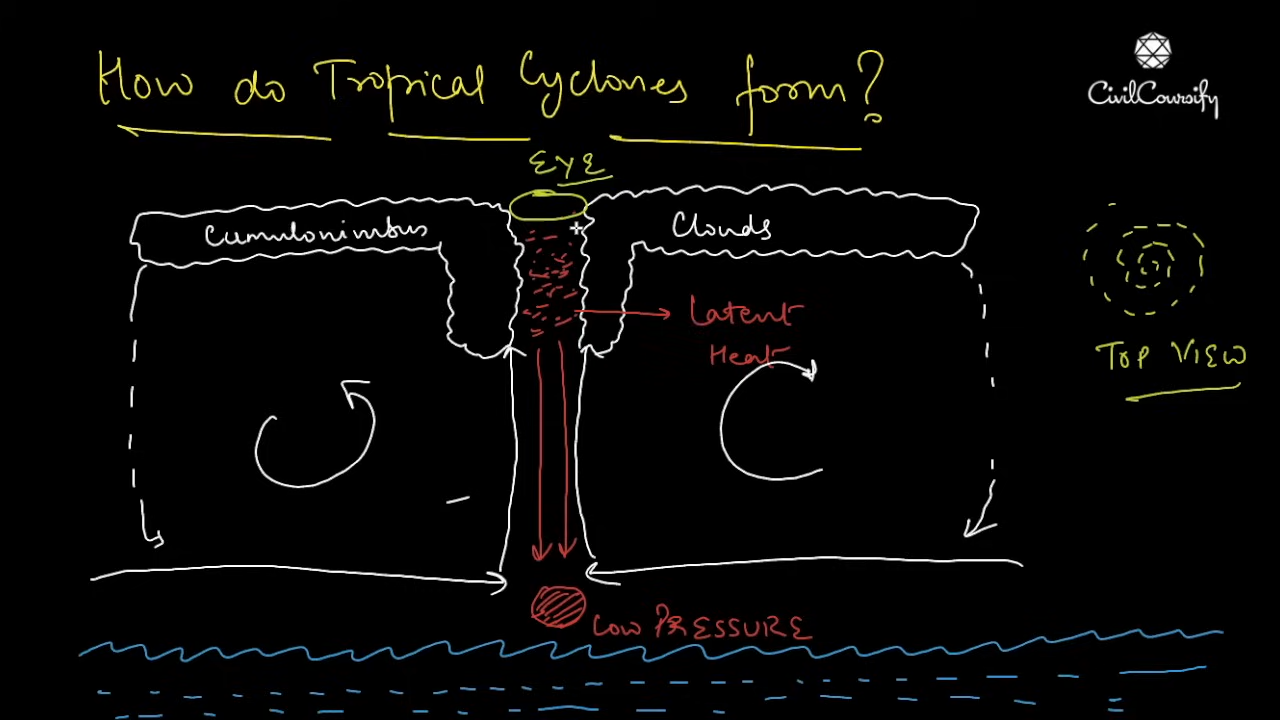 How do Tropical Cyclones form?
CivilCoursify
EYE
Cumulonimbus
Clouds
Latent
Heat
TOP VIEW
LOW PRESSURE